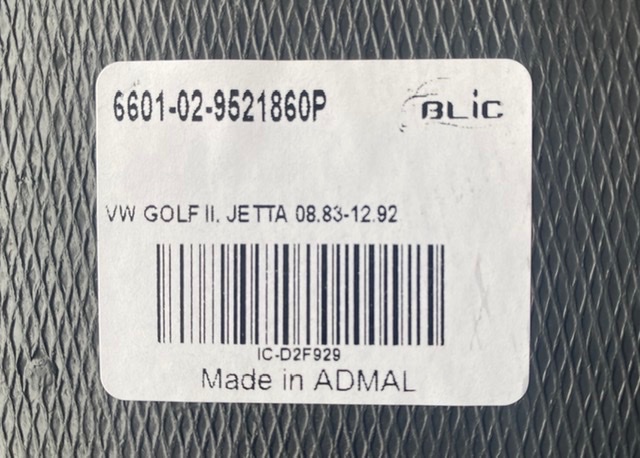 6601-02-9521860P
BLIC
VW GOLF II, JETTA 08.83-12.92
IC-D2F929
Made in ADMAL